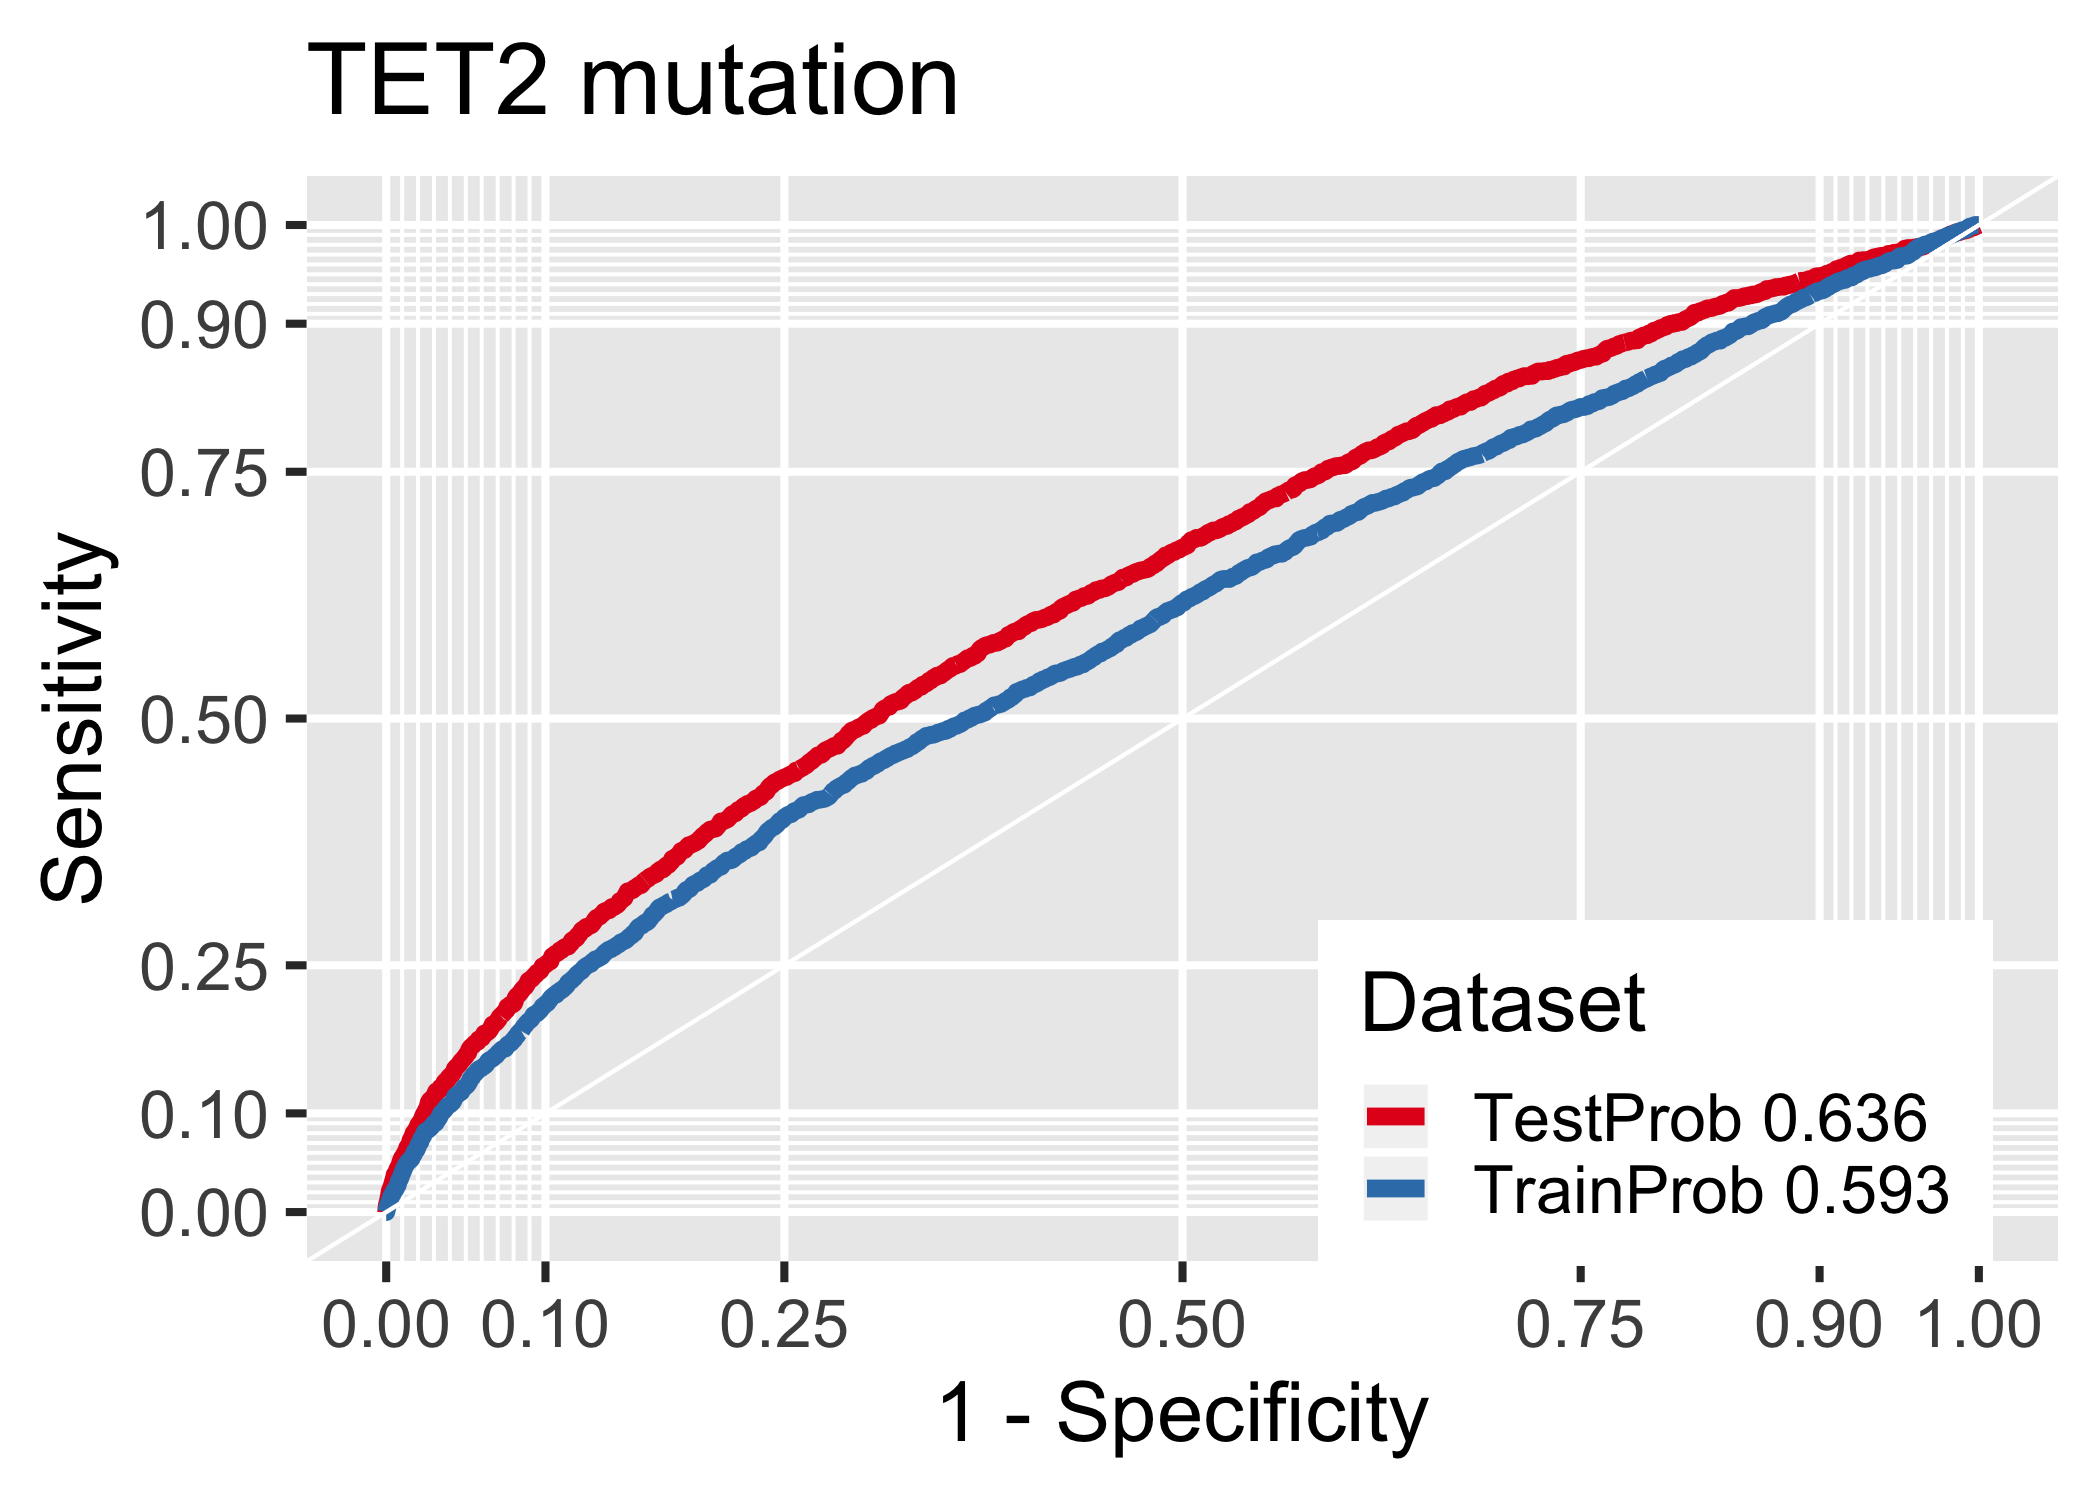 TET2 mutation
1.00
0.90
0.75
0.50
0.25
0.10
0.00
Sensitivity
Dataset
TestProb 0.636
TrainProb 0.593
0.00 0.10 0.25 0.50 0.75 0.90 1.00
1 - Specificity